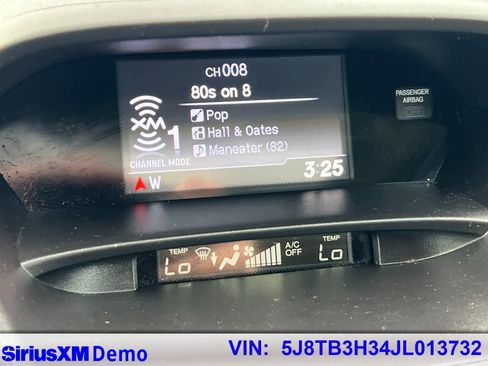 CH 008
80s on 8
Pop
XM
Hall & Oates
1
Maneater (82)
CHANNEL MODE
W
3:25
PASSENGER
AIRBAG
OFF
TEMP
Lo
A/C
OFF
TEMP
Lo
SiriusXM Demo
VIN: 5J8TB3H34JL013732